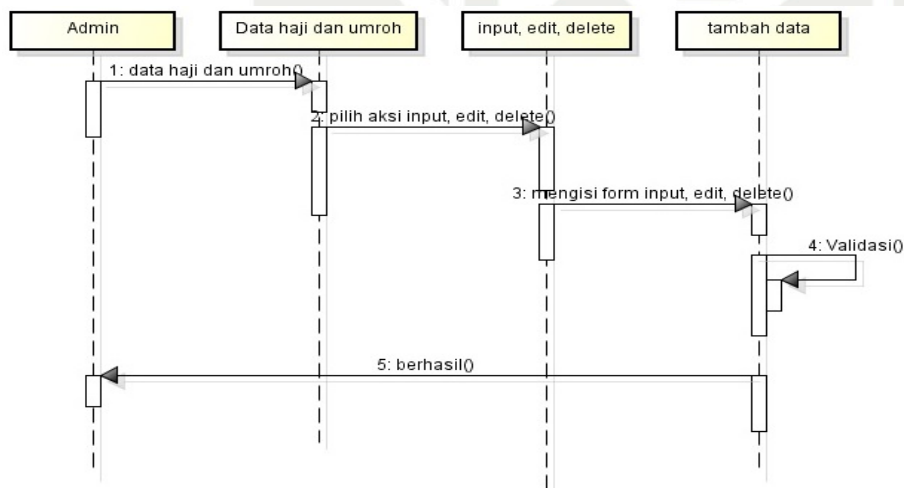 Admin
Data haji dan umroh
input, edit, delete
tambah data
1: data haji dan umroh()
2: pilih aksi input, edit, delete()
3: mengisi form input, edit, delete()
4: Validasi()
5: berhasil()